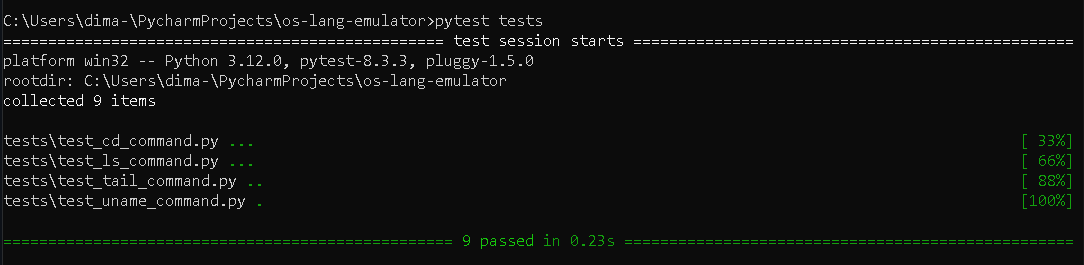 C:\Users\dima-\PycharmProjects\os-lang-emulator>pytest tests
================================================= test session starts =================================================
platform win32 -- Python 3.12.0, pytest-8.3.3, pluggy-1.5.0
rootdir: C:\Users\dima-\PycharmProjects\os-lang-emulator
collected 9 items
tests\test_cd_command.py ... [ 33%]
tests\test_ls_command.py ... [ 66%]
tests\test_tail_command.py .. [ 88%]
tests\test_uname_command.py . [100%]
================================================== 9 passed in 0.23s ==================================================